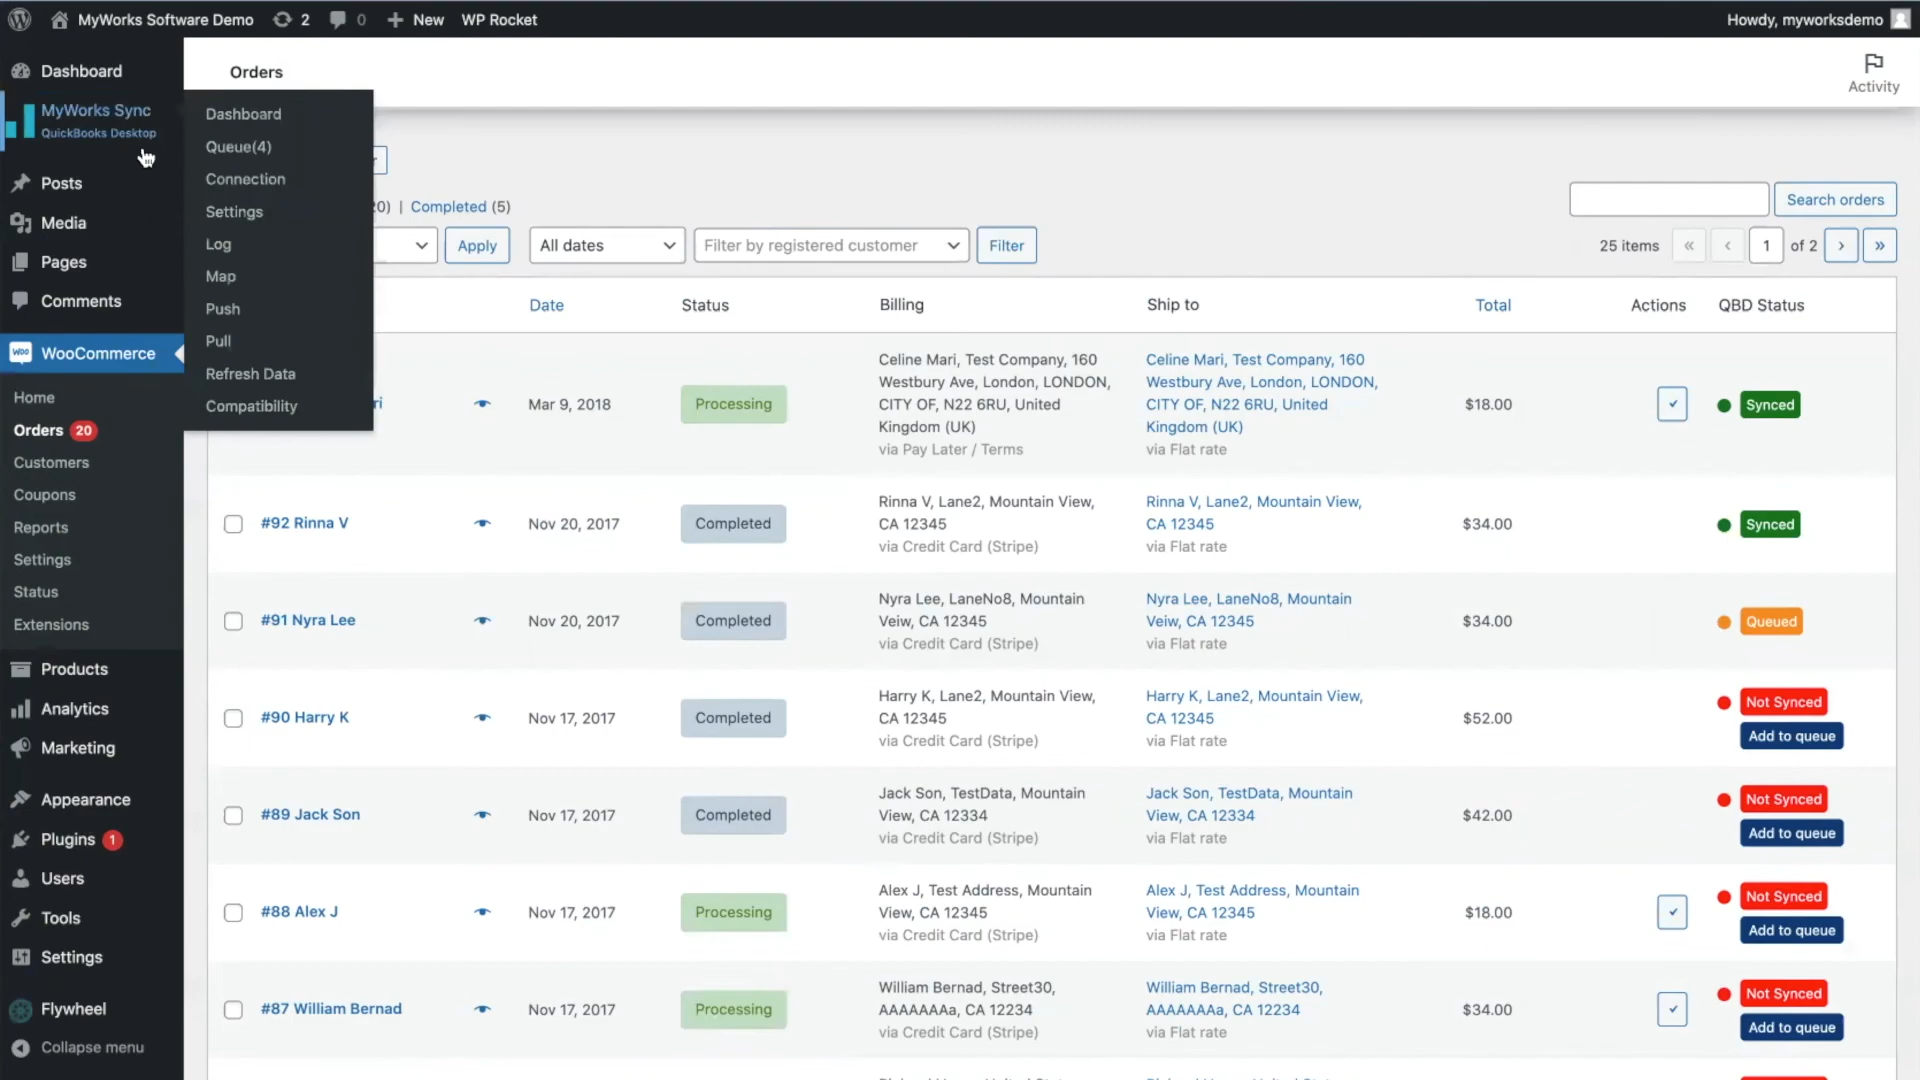 MyWorks Software Demo 2 0 New WP Rocket Howdy, myworksdemo
Dashboard
MyWorks Sync
QuickBooks Desktop
Posts
Media
Pages
Comments
WooCommerce
Home
Orders 20
Customers
Coupons
Reports
Settings
Status
Extensions
Products
Analytics
Marketing
Appearance
Plugins 1
Users
Tools
Settings
Flywheel
Collapse menu
Dashboard
Queue(4)
Connection
Settings
Log
Map
Push
Pull
Refresh Data
Compatibility
Orders
Activity
20) | Completed (5)
Search orders
Apply All dates Filter by registered customer Filter 25 items « ‹ 1 of 2 › »
Date Status Billing Ship to Total Actions QBD Status
ri Mar 9, 2018 Processing
Celine Mari, Test Company, 160
Westbury Ave, London, LONDON,
CITY OF, N22 6RU, United
Kingdom (UK)
via Pay Later / Terms
Celine Mari, Test Company, 160
Westbury Ave, London, LONDON,
CITY OF, N22 6RU, United
Kingdom (UK)
via Flat rate
$18.00 Synced
#92 Rinna V Nov 20, 2017 Completed
Rinna V, Lane2, Mountain View,
CA 12345
via Credit Card (Stripe)
Rinna V, Lane2, Mountain View,
CA 12345
via Flat rate
$34.00 Synced
#91 Nyra Lee Nov 20, 2017 Completed
Nyra Lee, LaneNo8, Mountain
Veiw, CA 12345
via Credit Card (Stripe)
Nyra Lee, LaneNo8, Mountain
Veiw, CA 12345
via Flat rate
$34.00 Queued
#90 Harry K Nov 17, 2017 Completed
Harry K, Lane2, Mountain View,
CA 12345
via Credit Card (Stripe)
Harry K, Lane2, Mountain View,
CA 12345
via Flat rate
$52.00 Not Synced
Add to queue
#89 Jack Son Nov 17, 2017 Completed
Jack Son, TestData, Mountain
View, CA 12334
via Credit Card (Stripe)
Jack Son, TestData, Mountain
View, CA 12334
via Flat rate
$42.00 Not Synced
Add to queue
#88 Alex J Nov 17, 2017 Processing
Alex J, Test Address, Mountain
View, CA 12345
via Credit Card (Stripe)
Alex J, Test Address, Mountain
View, CA 12345
via Flat rate
$18.00 Not Synced
Add to queue
#87 William Bernad Nov 17, 2017 Processing
William Bernad, Street30,
AAAAAAAa, CA 12234
via Credit Card (Stripe)
William Bernad, Street30,
AAAAAAAa, CA 12234
via Flat rate
$34.00 Not Synced
Add to queue